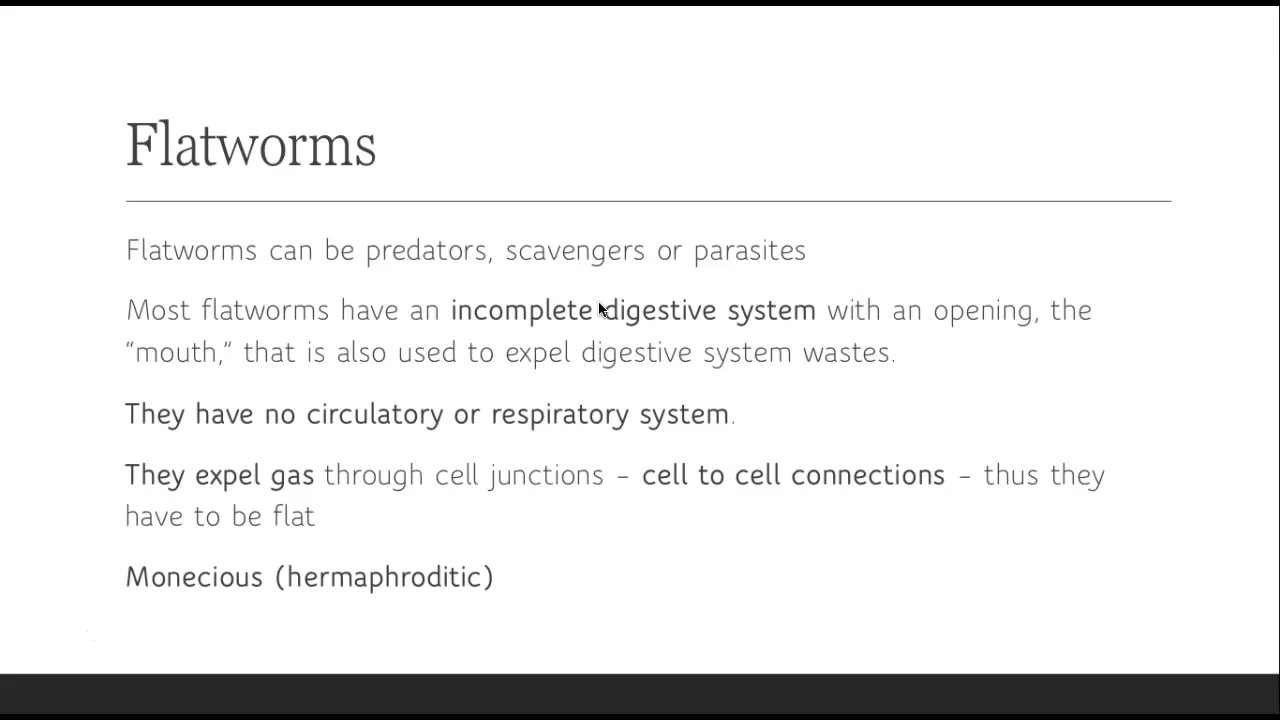 Flatworms
Flatworms can be predators, scavengers or parasites
Most flatworms have an incomplete digestive system with an opening, the
“mouth,” that is also used to expel digestive system wastes.
They have no circulatory or respiratory system.
They expel gas through cell junctions – cell to cell connections – thus they
have to be flat
Monecious (hermaphroditic)